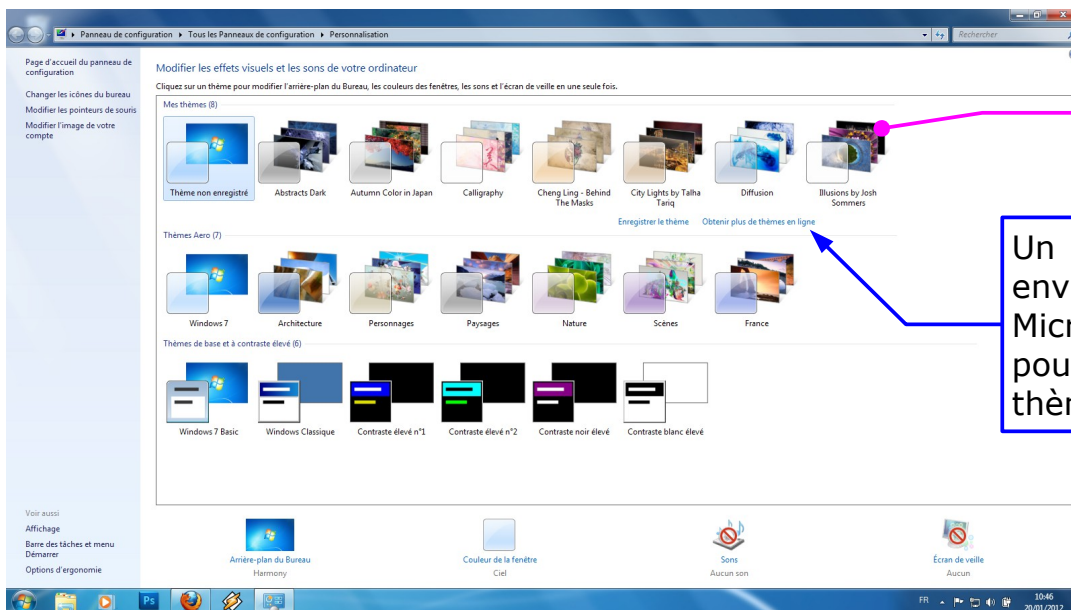 Panneau de configuration ▸ Tous les Panneaux de configuration ▸ Personnalisation
Rechercher
Page d'accueil du panneau de configuration
Changer les icônes du bureau
Modifier les pointeurs de souris
Modifier l'image de votre compte
Modifier les effets visuels et les sons de votre ordinateur
Cliquez sur un thème pour modifier l'arrière-plan du Bureau, les couleurs des fenêtres, les sons et l'écran de veille en une seule fois.
Mes thèmes (8)
Thème non enregistré
Abstracts Dark
Autumn Color in Japan
Calligraphy
Cheng Ling - Behind The Masks
City Lights by Talha Tariq
Diffusion
Illusions by Josh Sommers
Enregistrer le thème
Obtenir plus de thèmes en ligne
Thèmes Aero (7)
Windows 7
Architecture
Personnages
Paysages
Nature
Scènes
France
Thèmes de base et à contraste élevé (6)
Windows 7 Basic
Windows Classique
Contraste élevé n°1
Contraste élevé n°2
Contraste noir élevé
Contraste blanc élevé
Un
env
Micr
pou
thèr
Voir aussi
Affichage
Barre des tâches et menu Démarrer
Options d'ergonomie
Arrière-plan du Bureau
Harmony
Couleur de la fenêtre
Ciel
Sons
Aucun son
Écran de veille
Aucun
Ps
FR
10:46
20/01/2012